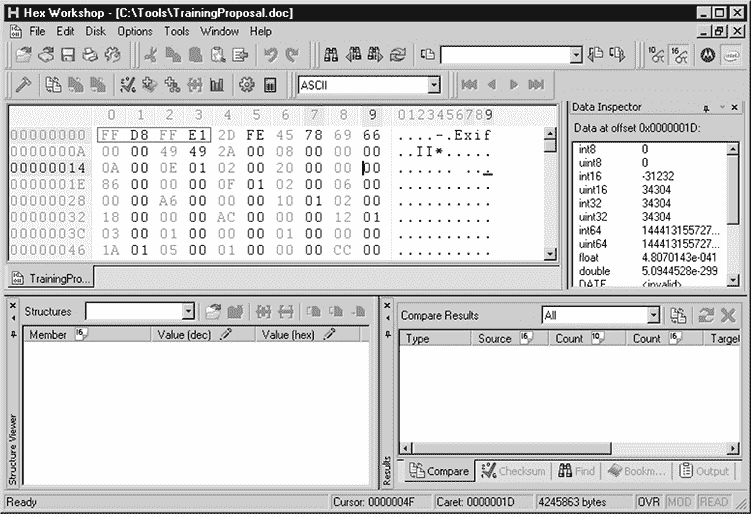 Hex Workshop - [C:\Tools\TrainingProposal.doc]
File Edit Disk Options Tools Window Help
ASCII
0 1 2 3 4 5 6 7 8 9 0123456789
00000000 FF D8 FF E1 2D FE 45 78 69 66 ....-.Exif
0000000A 00 00 49 49 2A 00 08 00 00 00 ..II*.....
00000014 0A 00 0E 01 02 00 20 00 00 00 ...... ...
0000001E 86 00 00 00 0F 01 02 00 06 00 ..........
00000028 00 00 A6 00 00 00 10 01 02 00 ..........
00000032 18 00 00 00 AC 00 00 00 12 01 ..........
0000003C 03 00 01 00 00 00 01 00 00 00 ..........
00000046 1A 01 05 00 01 00 00 00 CC 00 ..........
TrainingPro...
Data Inspector
Data at offset 0x0000001D:
int8 0
uint8 0
int16 -31232
uint16 34304
int32 34304
uint32 34304
int64 144413155727...
uint64 144413155727...
float 4.8070143e-041
double 5.0944528e-299
DATE <invalid>
Structures
Member Value (dec) Value (hex)
Structure Viewer
Compare Results All
Type Source Count Count Target
Results
Compare Checksum Find Bookm... Output
Ready Cursor: 0000004F Caret: 0000001D 4245863 bytes OVR MOD READ